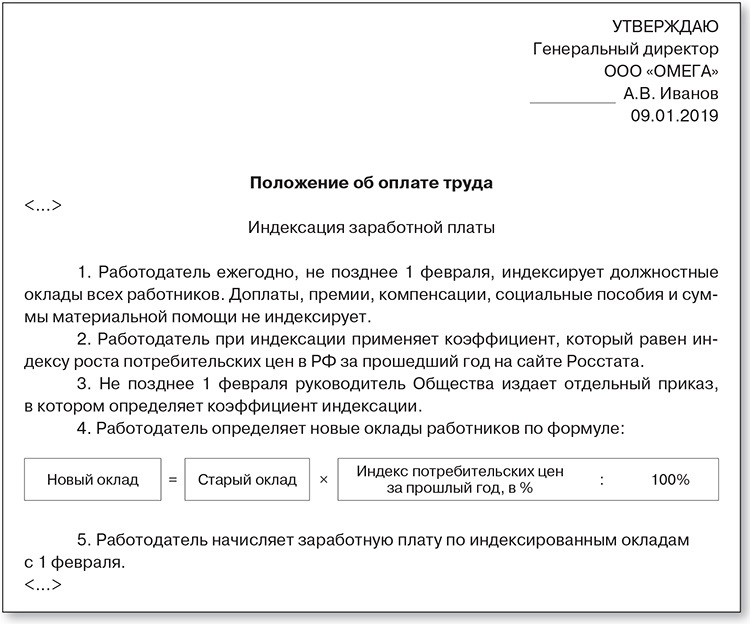 УТВЕРЖДАЮ
Генеральный директор
ООО «ОМЕГА»
__________ А.В. Иванов
09.01.2019
Положение об оплате труда
<...>
Индексация заработной платы
1. Работодатель ежегодно, не позднее 1 февраля, индексирует должностные
оклады всех работников. Доплаты, премии, компенсации, социальные пособия и сум-
мы материальной помощи не индексирует.
2. Работодатель при индексации применяет коэффициент, который равен ин-
дексу роста потребительских цен в РФ за прошедший год на сайте Росстата.
3. Не позднее 1 февраля руководитель Общества издает отдельный приказ,
в котором определяет коэффициент индексации.
4. Работодатель определяет новые оклады работников по формуле:
Новый оклад = Старый оклад × Индекс потребительских цен
за прошлый год, в % : 100%
5. Работодатель начисляет заработную плату по индексированным окладам
с 1 февраля.
<...>